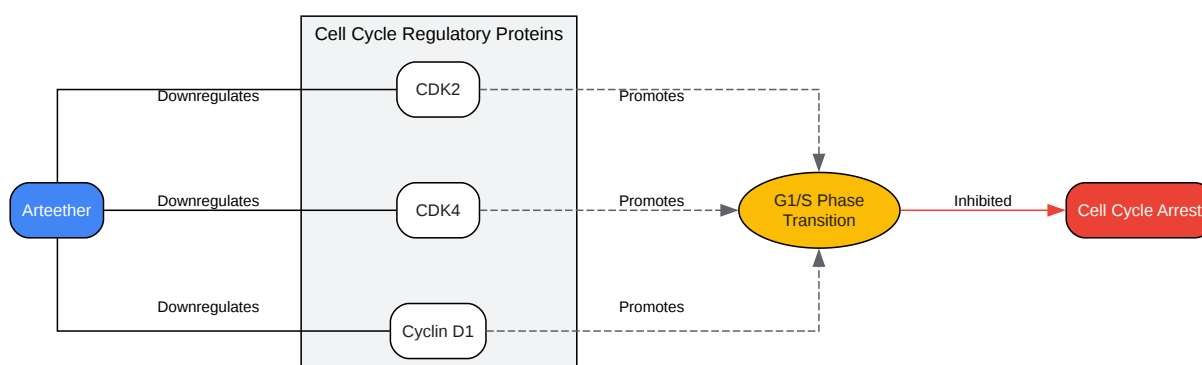 Cell Cycle Regulatory Proteins
Downregulates
CDK2
Promotes
Arteether
Downregulates
CDK4
Promotes
G1/S Phase
Transition
Inhibited
Cell Cycle Arrest
Downregulates
Cyclin D1
Promotes